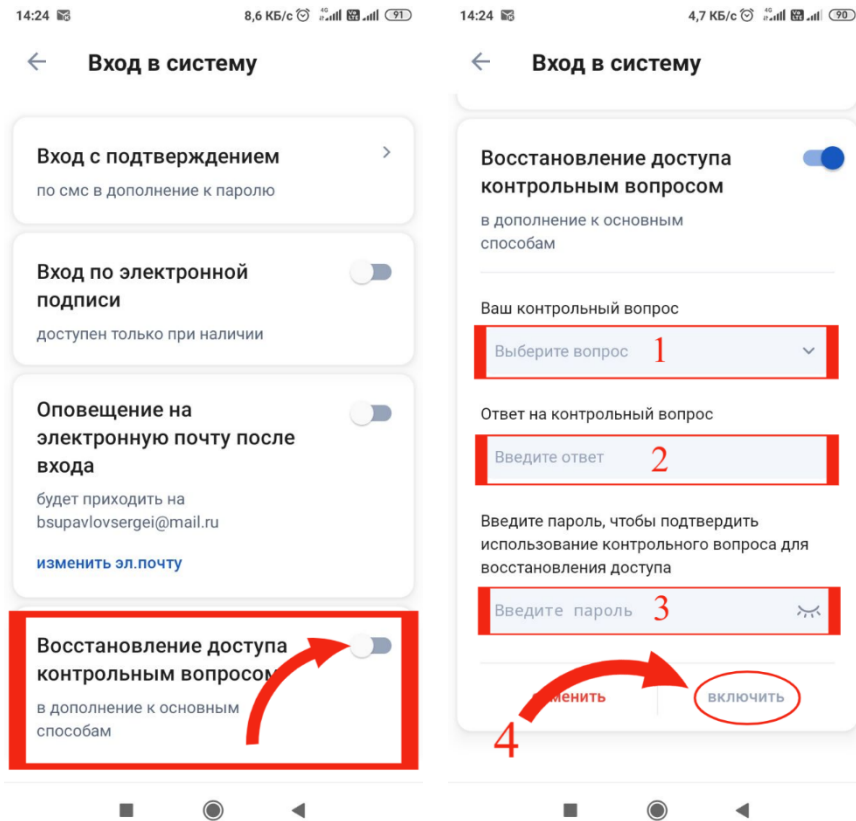 14:24
8,6 КБ/с
4G
91
Вход в систему
Вход с подтверждением
по смс в дополнение к паролю
Вход по электронной
подписи
доступен только при наличии
Оповещение на
электронную почту после
входа
будет приходить на
bsupavlovsergei@mail.ru
изменить эл.почту
Восстановление доступа
контрольным вопросом
в дополнение к основным
способам
14:24
4,7 КБ/с
4G
90
Вход в систему
Восстановление доступа
контрольным вопросом
в дополнение к основным
способам
Ваш контрольный вопрос
Выберите вопрос 1
Ответ на контрольный вопрос
Введите ответ 2
Введите пароль, чтобы подтвердить
использование контрольного вопроса для
восстановления доступа
Введите пароль 3
отменить
включить
4